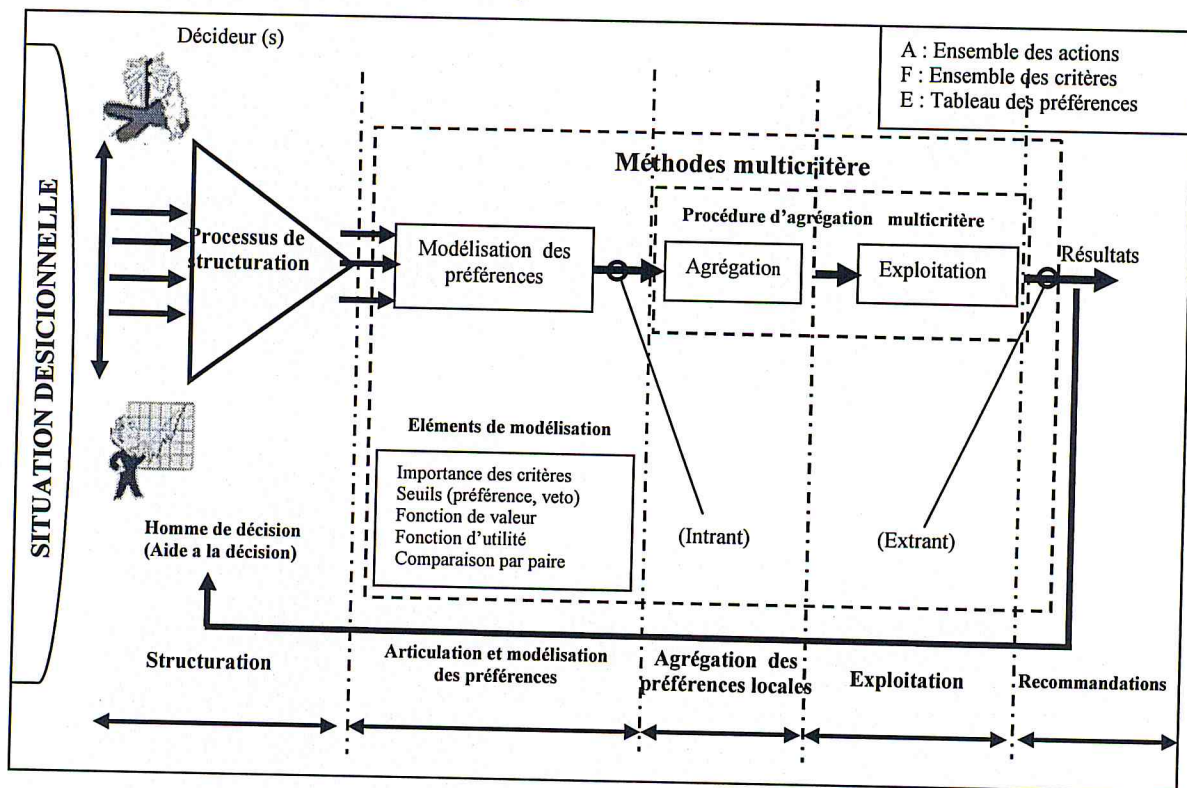 Décideur (s)
A : Ensemble des actions
F : Ensemble des critères
E : Tableau des préférences
SITUATION DESICIONNELLE
Méthodes multicritère
Procédure d'agrégation multicritère
Processus de
structuration
Modélisation des
préférences
Agrégation
Exploitation
Résultats
Eléments de modélisation
Importance des critères
Seuils (préférence, veto)
Fonction de valeur
Fonction d'utilité
Comparaison par paire
(Intrant)
(Extrant)
Homme de décision
(Aide a la décision)
Structuration
Articulation et modélisation
des préférences
Agrégation des
préférences locales
Exploitation
Recommandations